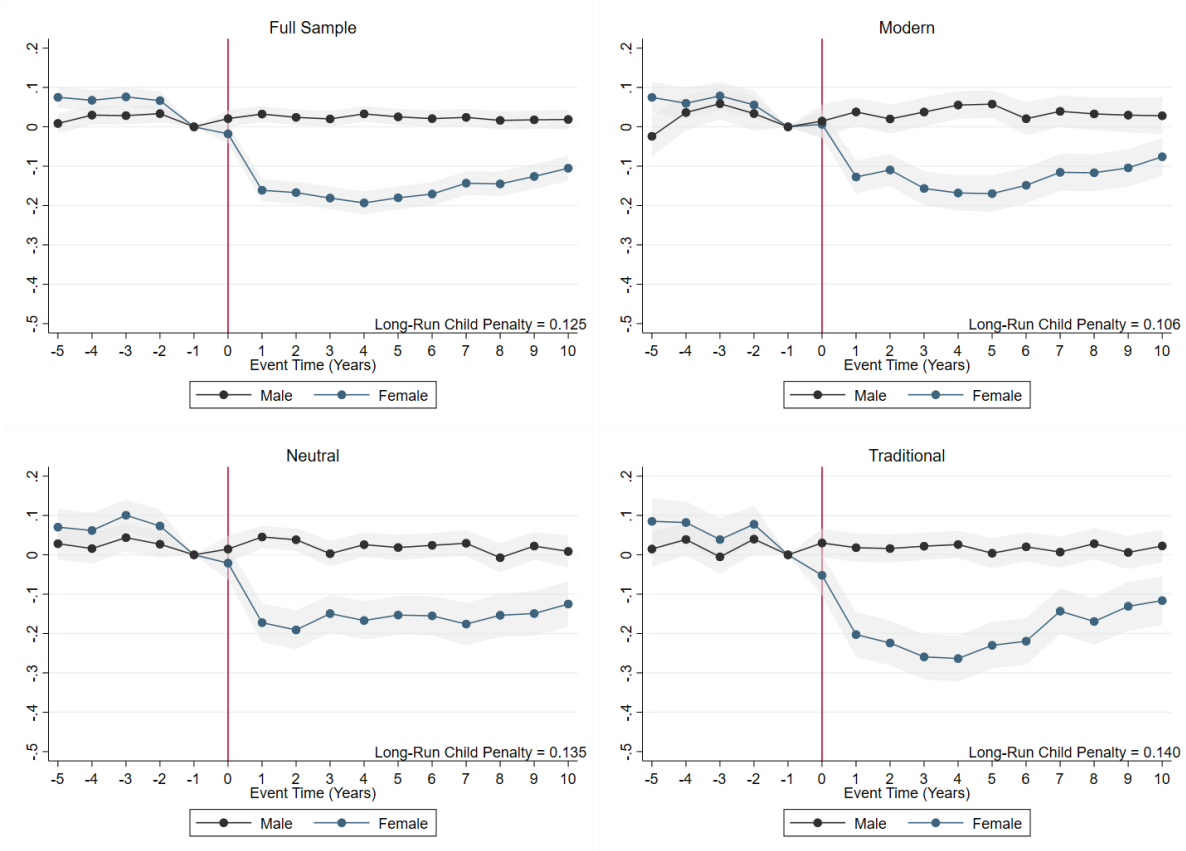 Full Sample
.2
.1
0
-.1
-.2
-.3
-.4
-.5
Long-Run Child Penalty = 0.125
-5 -4 -3 -2 -1 0 1 2 3 4 5 6 7 8 9 10
Event Time (Years)
Male Female
Modern
.2
.1
0
-.1
-.2
-.3
-.4
-.5
Long-Run Child Penalty = 0.106
-5 -4 -3 -2 -1 0 1 2 3 4 5 6 7 8 9 10
Event Time (Years)
Male Female
Neutral
.2
.1
0
-.1
-.2
-.3
-.4
-.5
Long-Run Child Penalty = 0.135
-5 -4 -3 -2 -1 0 1 2 3 4 5 6 7 8 9 10
Event Time (Years)
Male Female
Traditional
.2
.1
0
-.1
-.2
-.3
-.4
-.5
Long-Run Child Penalty = 0.140
-5 -4 -3 -2 -1 0 1 2 3 4 5 6 7 8 9 10
Event Time (Years)
Male Female